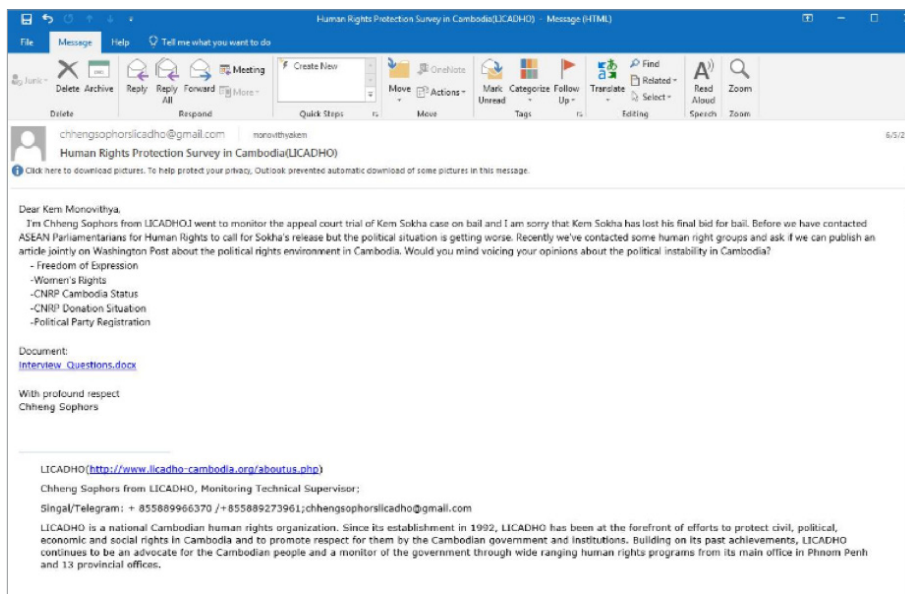 Human Rights Protection Survey in Cambodia(LICADHO) - Message (HTML)
File Message Help Tell me what you want to do
Junk Delete Archive Reply Reply All Forward Meeting More Create New Move OneNote Actions Mark Unread Categorize Follow Up Translate Find Related Select Read Aloud Zoom
Delete Respond Quick Steps Move Tags Editing Speech Zoom
chhengsophorslicadho@gmail.com monovithyakem
Human Rights Protection Survey in Cambodia(LICADHO)
Click here to download pictures. To help protect your privacy, Outlook prevented automatic download of some pictures in this message.
Dear Kem Monovithya,
I'm Chheng Sophors from LICADHO.I went to monitor the appeal court trial of Kem Sokha case on bail and I am sorry that Kem Sokha has lost his final bid for bail. Before we have contacted
ASEAN Parliamentarians for Human Rights to call for Sokha's release but the political situation is getting worse. Recently we've contacted some human right groups and ask if we can publish an
article jointly on Washington Post about the political rights environment in Cambodia. Would you mind voicing your opinions about the political instability in Cambodia?
- Freedom of Expression
-Women's Rights
-CNRP Cambodia Status
-CNRP Donation Situation
-Political Party Registration
Document:
Interview_Questions.docx
With profound respect
Chheng Sophors
LICADHO(http://www.licadho-cambodia.org/aboutus.php)
Chheng Sophors from LICADHO, Monitoring Technical Supervisor;
Singal/Telegram: + 855889966370 /+855889273961;chhengsophorslicadho@gmail.com
LICADHO is a national Cambodian human rights organization. Since its establishment in 1992, LICADHO has been at the forefront of efforts to protect civil, political,
economic and social rights in Cambodia and to promote respect for them by the Cambodian government and institutions. Building on its past achievements, LICADHO
continues to be an advocate for the Cambodian people and a monitor of the government through wide ranging human rights programs from its main office in Phnom Penh
and 13 provincial offices.